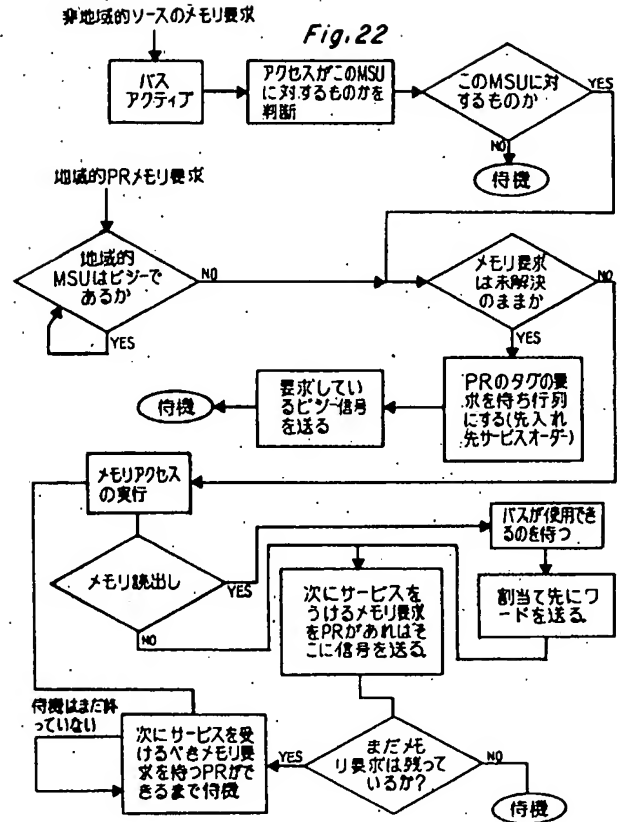 非地域的ソースのメモリ要求
Fig.22
バス
アクティブ
アクセスがこのMSU
に対するものかを
判断
このMSUに対
するものか
YES
NO
待機
地域的PRメモリ要求
地域的
MSUはビジーで
あるか
NO
YES
メモリ要求
は未解決
のままか
NO
YES
PRのタグの要
求を待ち行列
にする(先入れ
先サービスオーダー)
要求してい
るビジー信号
を送る
待機
メモリアクセス
の実行
メモリ読出し
YES
NO
バスが使用でき
るのを待つ
割当て先にワ
ードを送る.
次にサービスを
うけるメモリ要求
をPRがあればそ
こに信号を送る.
まだメモ
リ要求は残って
いるか?
YES
NO
待機
次にサービスを受
けるべきメモリ要
求を持つPRがで
きるまで待機
待機はまだ終
っていない